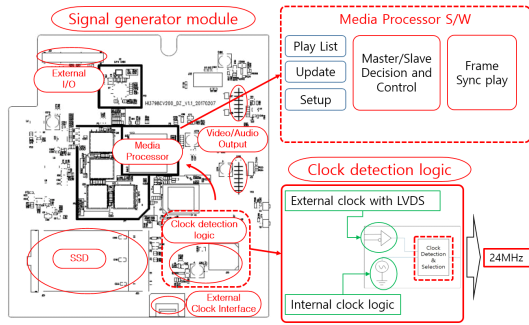 Signal generator module
External
I/O
Media
Processor
Video/Audio
Output
SSD
Clock detection
logic
External
Clock Interface
Media Processor S/W
Play List
Update
Setup
Master/Slave
Decision and
Control
Frame
Sync play
Clock detection logic
External clock with LVDS
Clock
Detection
&
Selection
Internal clock logic
24MHz